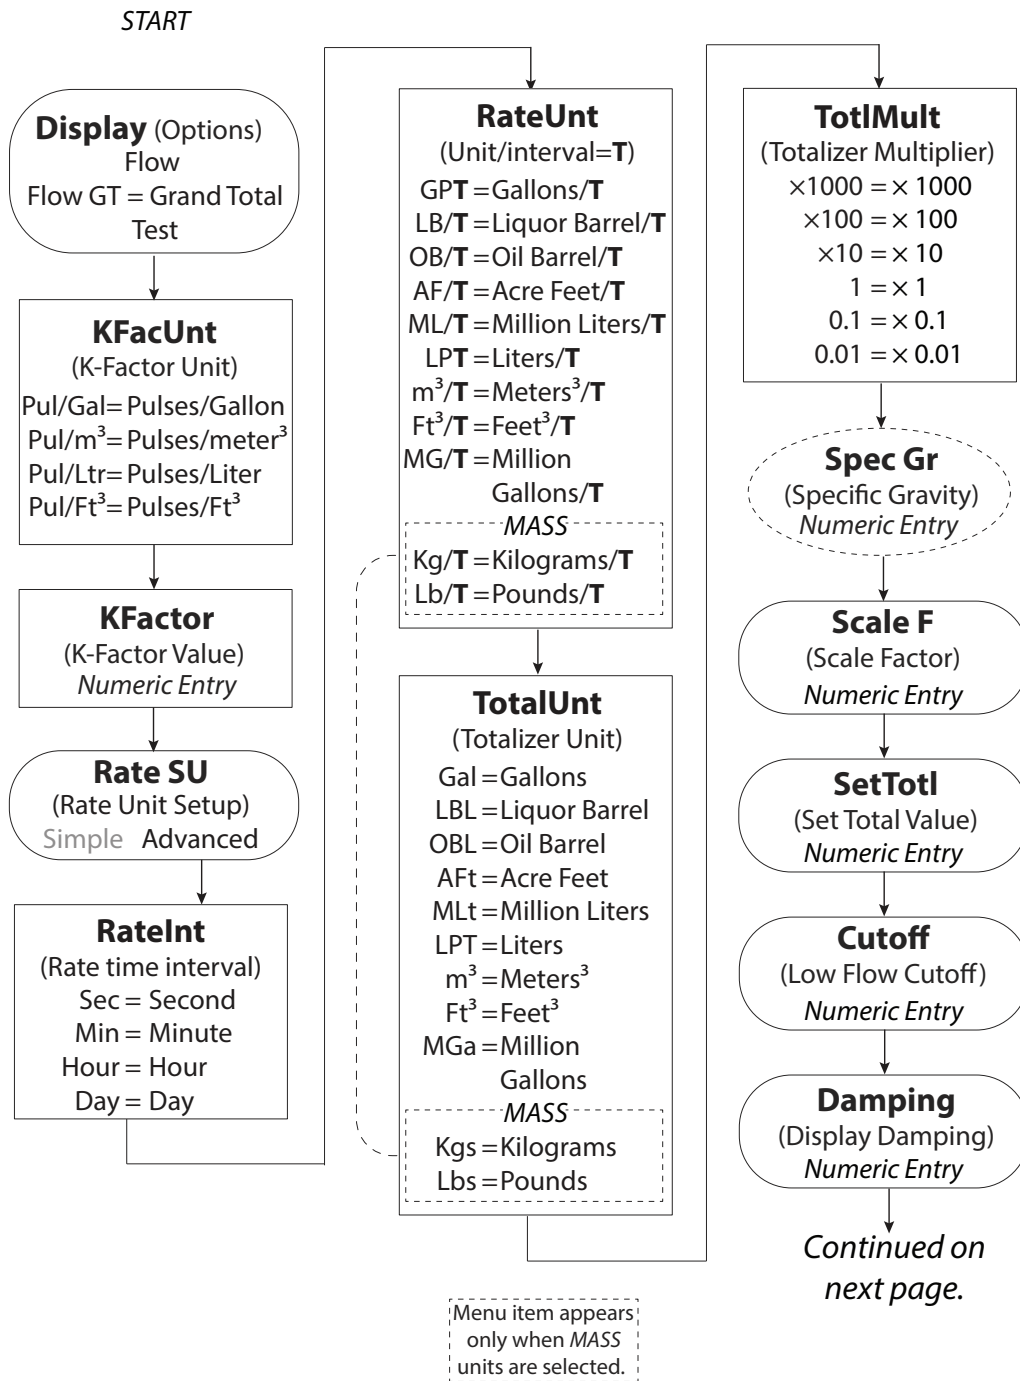 START
Display (Options)
Flow
Flow GT = Grand Total
Test
KFacUnt
(K-Factor Unit)
Pul/Gal= Pulses/Gallon
Pul/m³= Pulses/meter³
Pul/Ltr= Pulses/Liter
Pul/Ft³= Pulses/Ft³
KFactor
(K-Factor Value)
Numeric Entry
Rate SU
(Rate Unit Setup)
Simple Advanced
RateInt
(Rate time interval)
Sec = Second
Min = Minute
Hour = Hour
Day = Day
RateUnt
(Unit/interval=T)
GPT = Gallons/T
LB/T = Liquor Barrel/T
OB/T = Oil Barrel/T
AF/T = Acre Feet/T
ML/T = Million Liters/T
LPT = Liters/T
m³/T = Meters³/T
Ft³/T = Feet³/T
MG/T = Million
Gallons/T
MASS
Kg/T = Kilograms/T
Lb/T = Pounds/T
TotalUnt
(Totalizer Unit)
Gal = Gallons
LBL = Liquor Barrel
OBL = Oil Barrel
AFt = Acre Feet
MLt = Million Liters
LPT = Liters
m³ = Meters³
Ft³ = Feet³
MGa = Million
Gallons
MASS
Kgs = Kilograms
Lbs = Pounds
Menu item appears
only when MASS
units are selected.
TotlMult
(Totalizer Multiplier)
×1000 = × 1000
×100 = × 100
×10 = × 10
1 = × 1
0.1 = × 0.1
0.01 = × 0.01
Spec Gr
(Specific Gravity)
Numeric Entry
Scale F
(Scale Factor)
Numeric Entry
SetTotl
(Set Total Value)
Numeric Entry
Cutoff
(Low Flow Cutoff)
Numeric Entry
Damping
(Display Damping)
Numeric Entry
Continued on
next page.